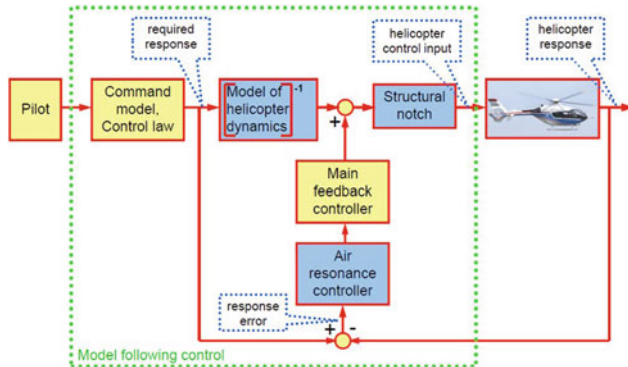 required
response
helicopter
control input
helicopter
response
Pilot
Command
model,
Control law
Model of
helicopter
dynamics
-1
+
Structural
notch
Main
feedback
controller
Air
resonance
controller
response
error
+
-
Model following control